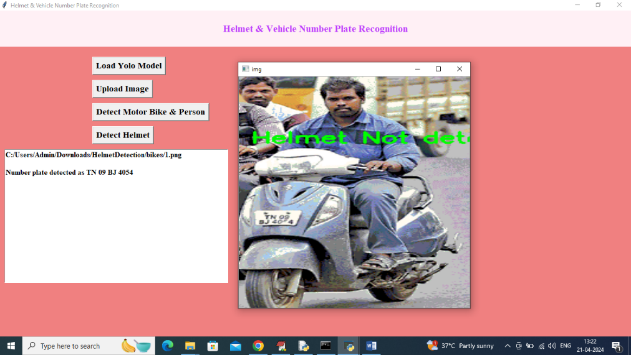 Helmet & Vehicle Number Plate Recognition
Helmet & Vehicle Number Plate Recognition
Load Yolo Model
Upload Image
Detect Motor Bike & Person
Detect Helmet
C:/Users/Admin/Downloads/HelmetDetection/bikes/1.png
Number plate detected as TN 09 BJ 4054
img
Helmet Not dete
TN 09
BJ 40 4
Type here to search
37°C Partly sunny
ENG
13:22
21-04-2024